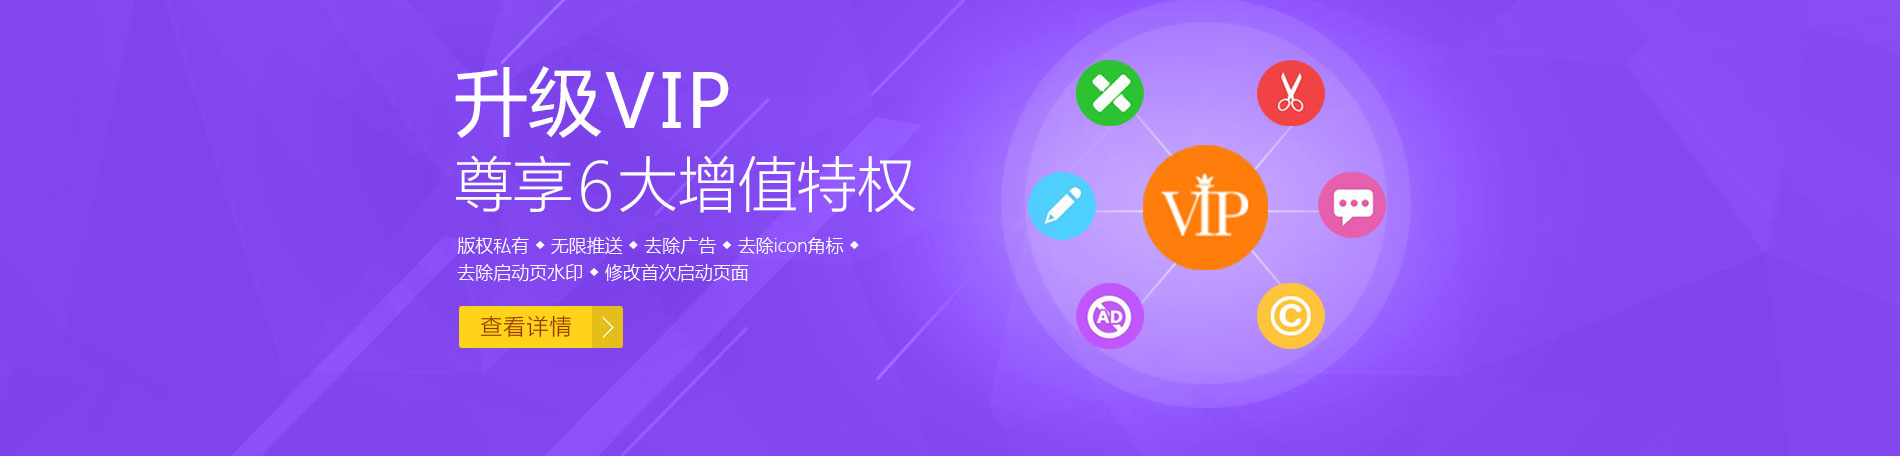 升级VIP
尊享6大增值特权
版权私有 ◆ 无限推送 ◆ 去除广告 ◆ 去除icon角标 ◆
去除启动页水印 ◆ 修改首次启动页面
查看详情
VIP
AD
©